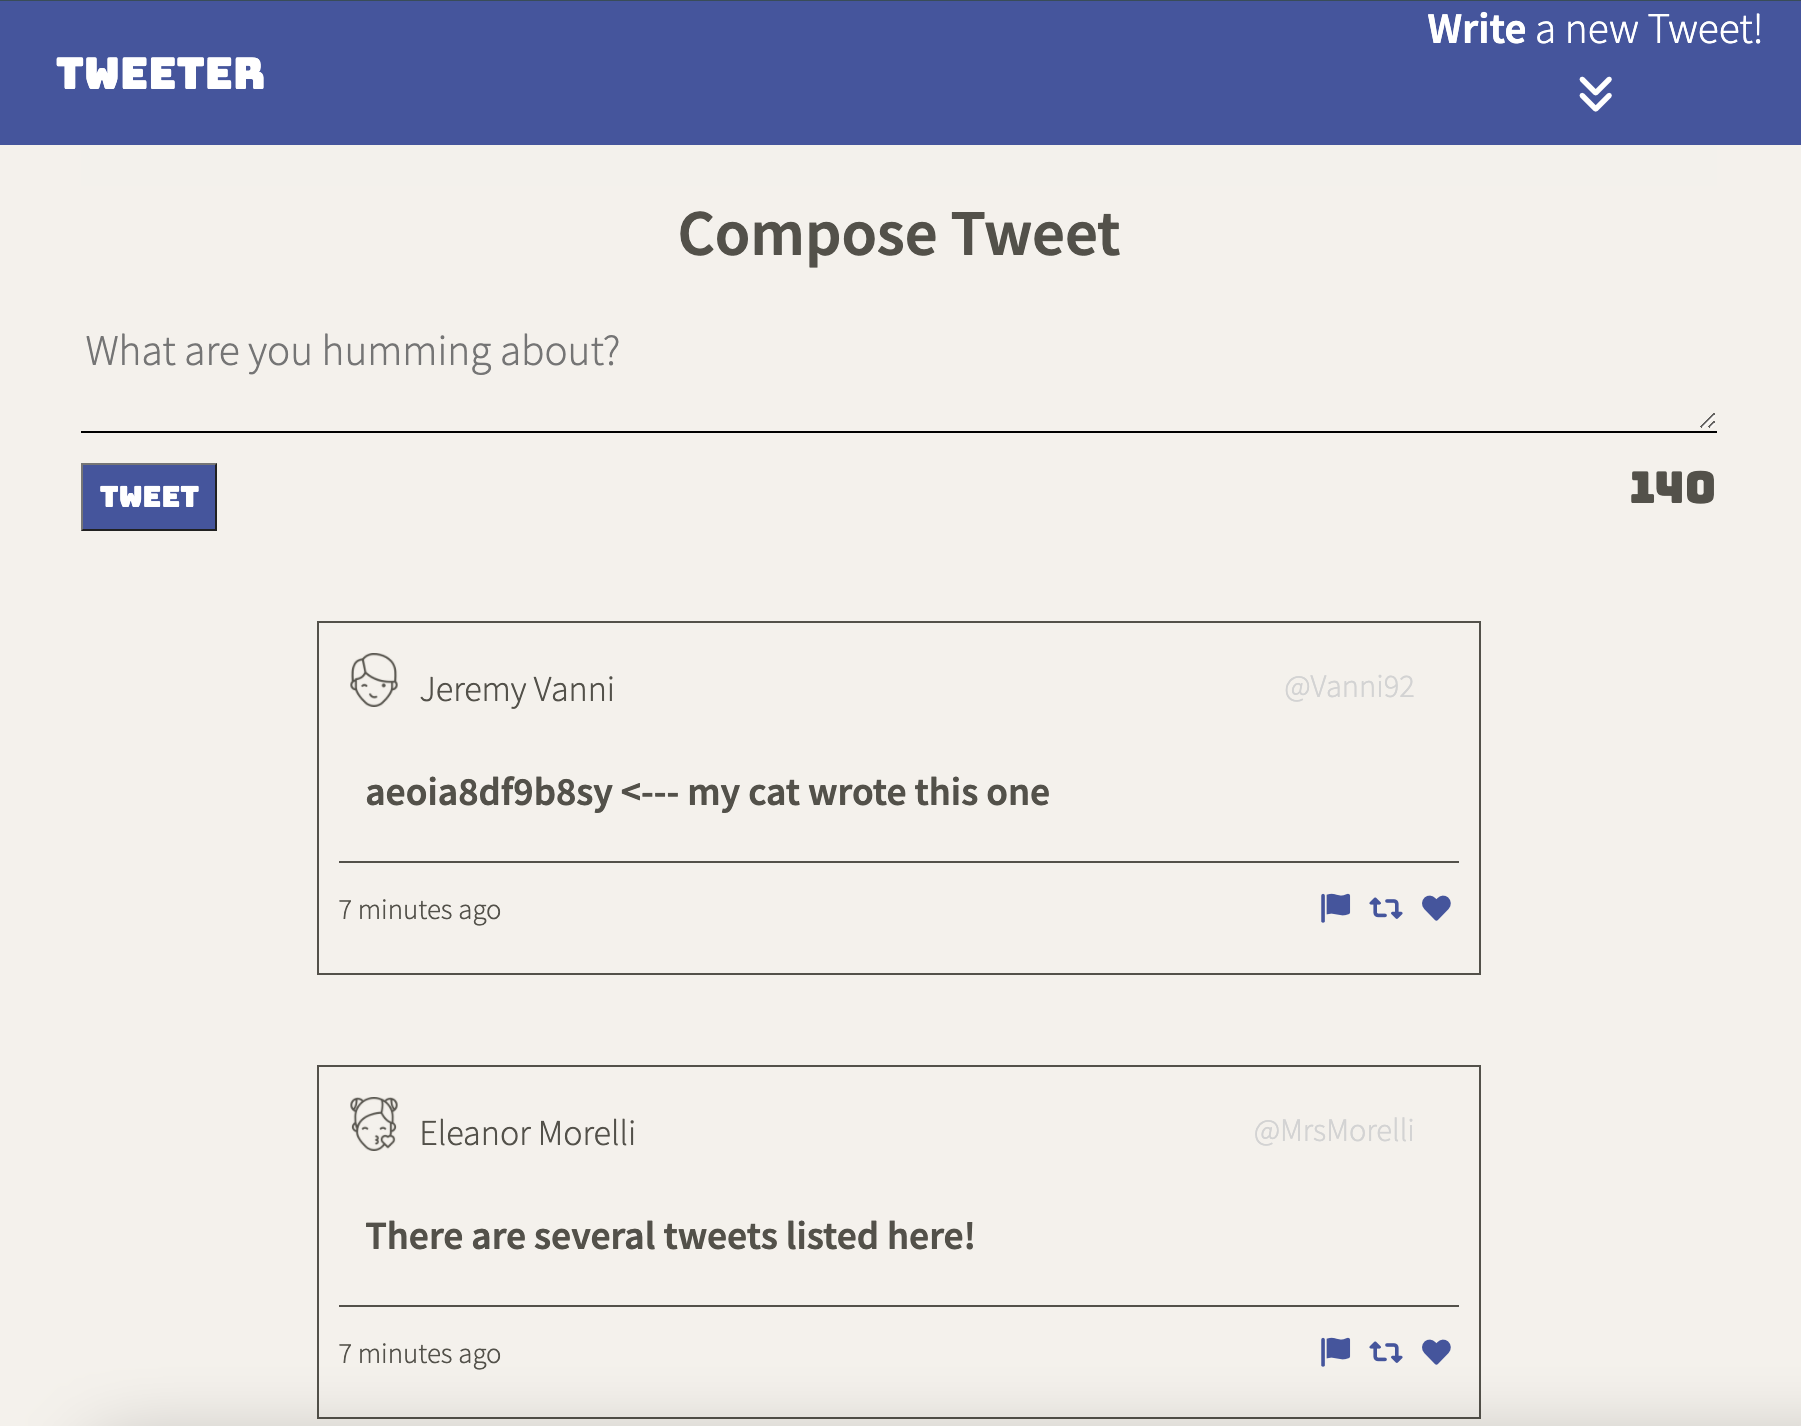 Write a new Tweet!
TWEETER
Compose Tweet
What are you humming about?
TWEET
140
Jeremy Vanni
@Vanni92
aeoia8df9b8sy <--- my cat wrote this one
7 minutes ago
Eleanor Morelli
@MrsMorelli
There are several tweets listed here!
7 minutes ago